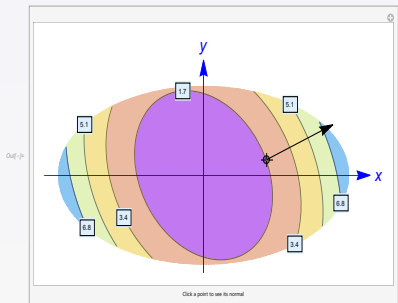 y
1.7
5.1
5.1
Out[•]=
x
6.8
3.4
6.8
3.4
Click a point to see its normal